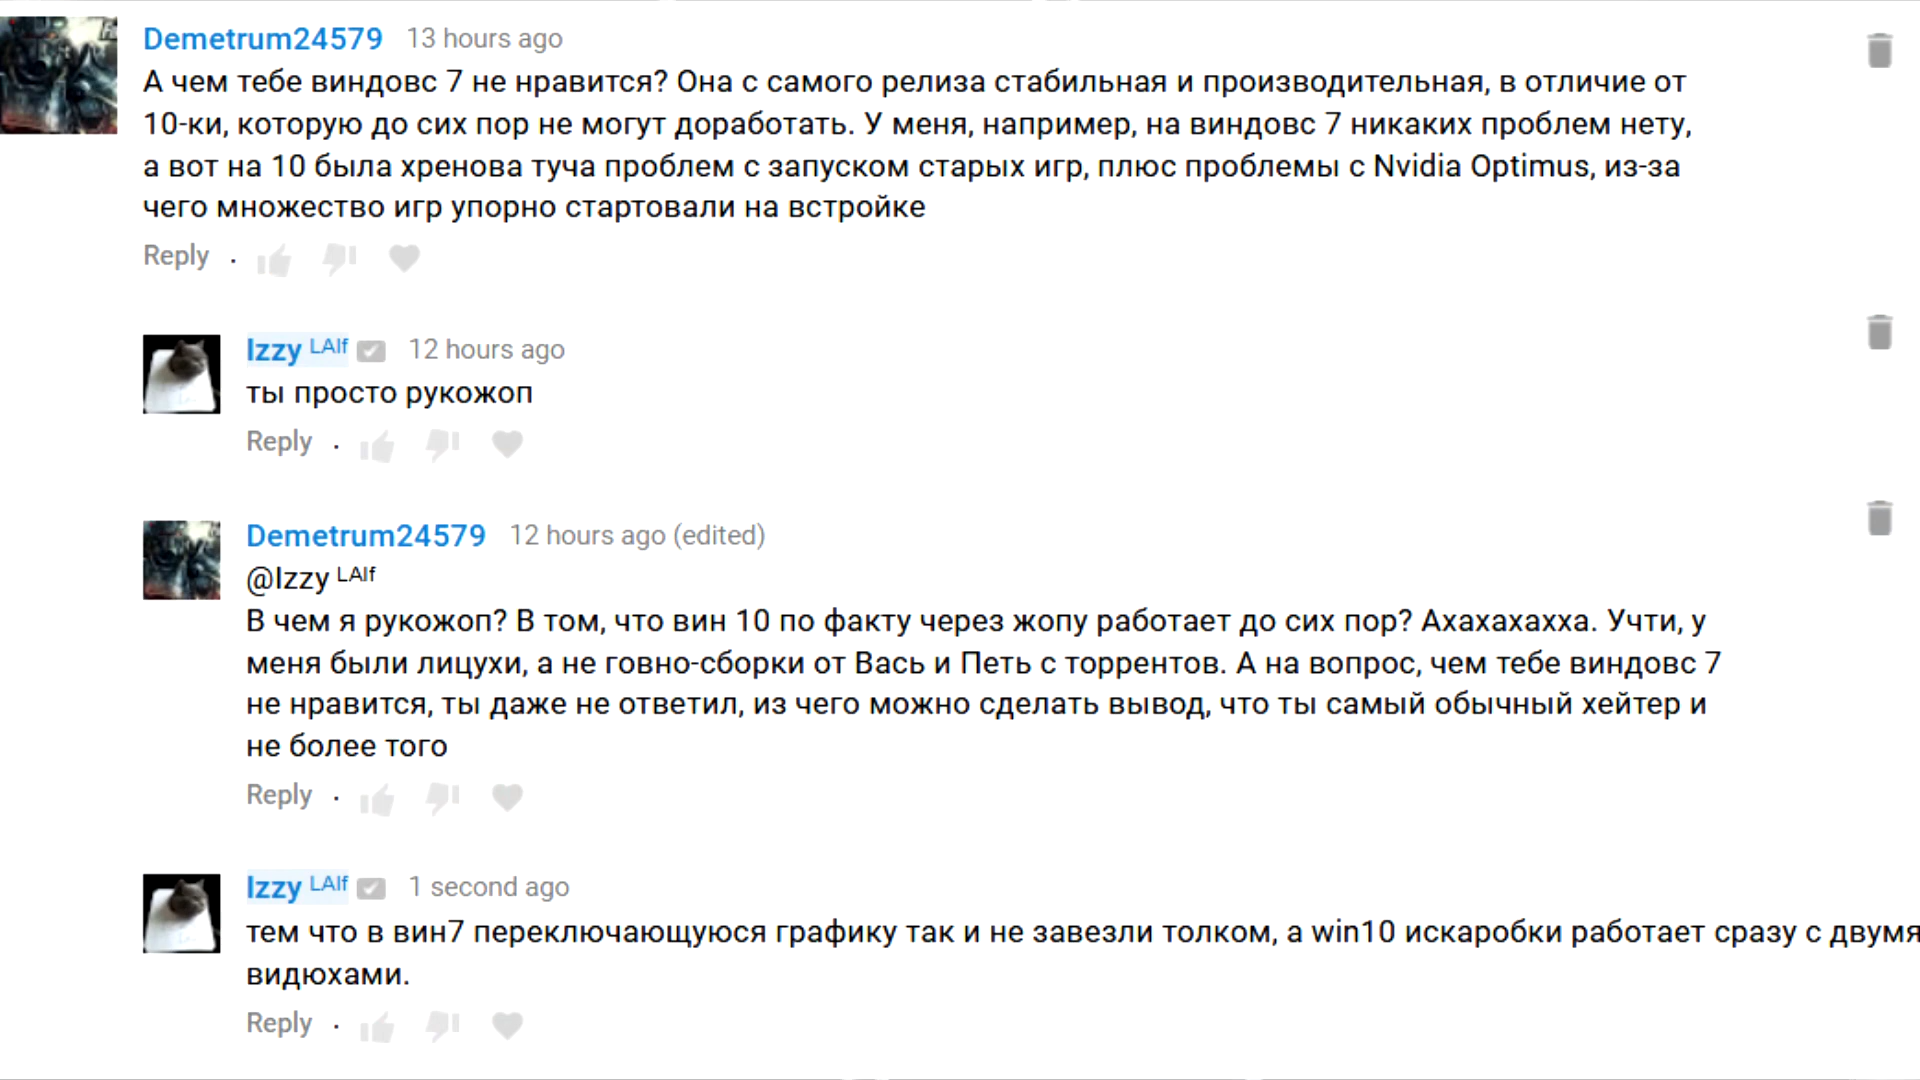 Demetrum24579 13 hours ago
А чем тебе виндовс 7 не нравится? Она с самого релиза стабильная и производительная, в отличие от
10-ки, которую до сих пор не могут доработать. У меня, например, на виндовс 7 никаких проблем нету,
а вот на 10 была хренова туча проблем с запуском старых игр, плюс проблемы с Nvidia Optimus, из-за
чего множество игр упорно стартовали на встройке
Reply .
Izzy ᴸᴬᴵᶠ 12 hours ago
ты просто рукожоп
Reply .
Demetrum24579 12 hours ago (edited)
@Izzy ᴸᴬᴵᶠ
В чем я рукожоп? В том, что вин 10 по факту через жопу работает до сих пор? Ахахахахха. Учти, у
меня были лицухи, а не говно-сборки от Вась и Петь с торрентов. А на вопрос, чем тебе виндовс 7
не нравится, ты даже не ответил, из чего можно сделать вывод, что ты самый обычный хейтер и
не более того
Reply .
Izzy ᴸᴬᴵᶠ 1 second ago
тем что в вин7 переключающуюся графику так и не завезли толком, а win10 искаробки работает сразу с двумя
видюхами.
Reply .